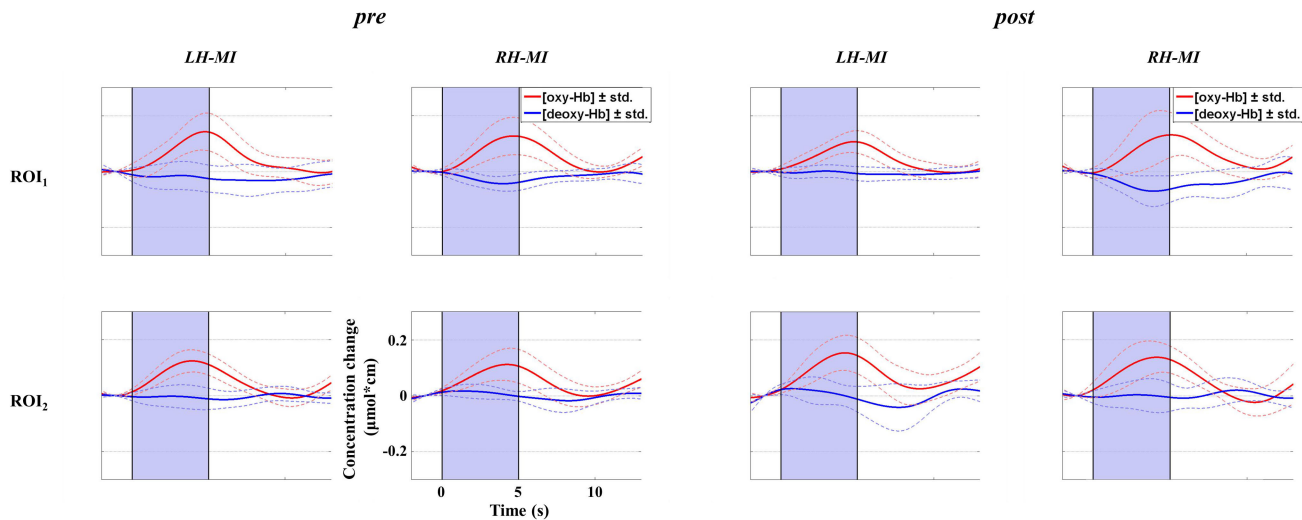 pre
post
LH-MI
RH-MI
LH-MI
RH-MI
[oxy-Hb] ± std.
[deoxy-Hb] ± std.
[oxy-Hb] ± std.
[deoxy-Hb] ± std.
ROI₁
ROI₂
Concentration change
(μmol*cm)
0.2
0
-0.2
0
5
10
Time (s)